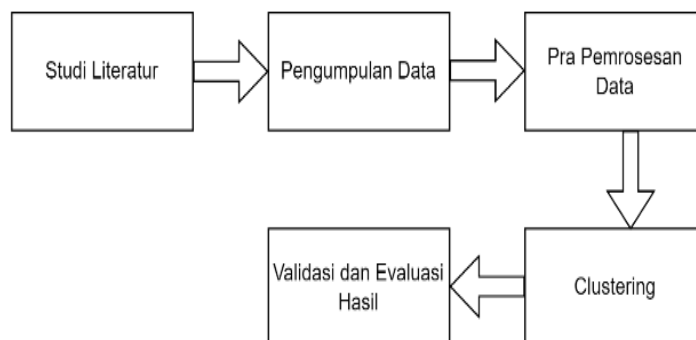 Studi Literatur
Pengumpulan Data
Pra Pemrosesan
Data
Clustering
Validasi dan Evaluasi
Hasil